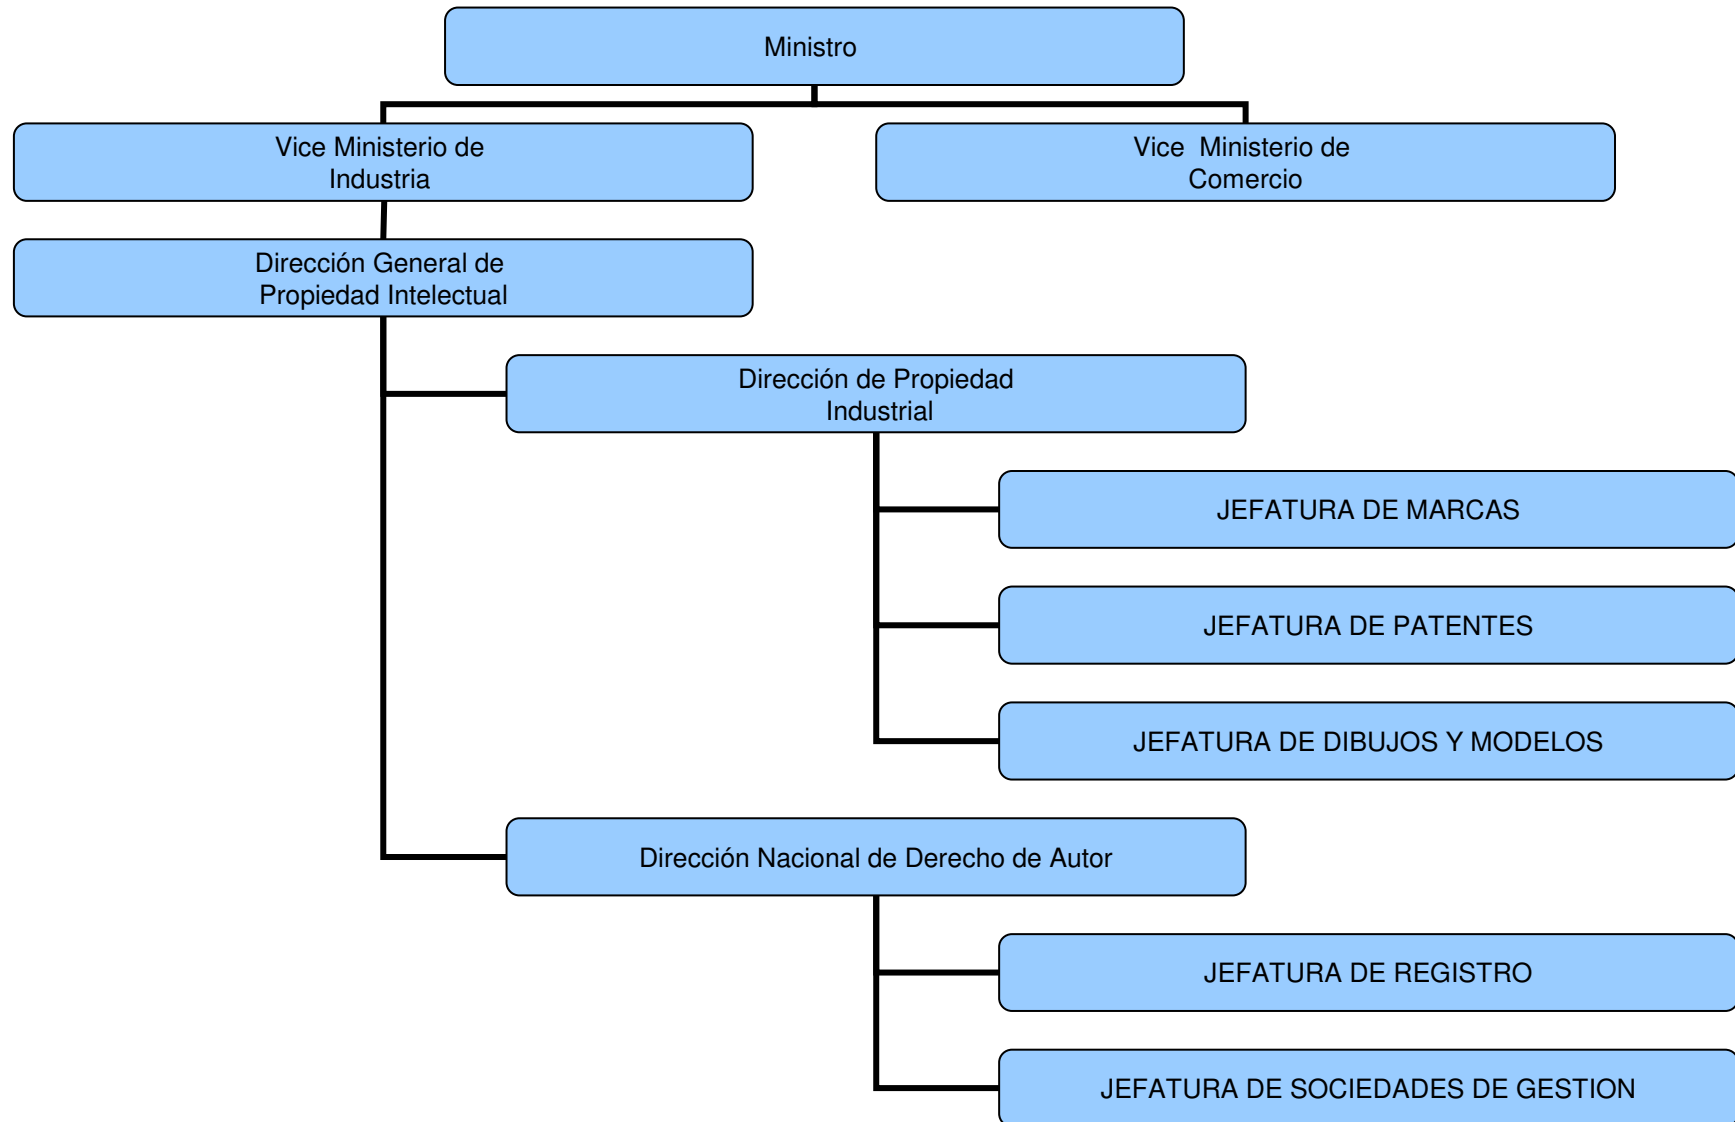 Ministro
Vice Ministerio de
Industria
Vice Ministerio de
Comercio
Dirección General de
Propiedad Intelectual
Dirección de Propiedad
Industrial
JEFATURA DE MARCAS
JEFATURA DE PATENTES
JEFATURA DE DIBUJOS Y MODELOS
Dirección Nacional de Derecho de Autor
JEFATURA DE REGISTRO
JEFATURA DE SOCIEDADES DE GESTION